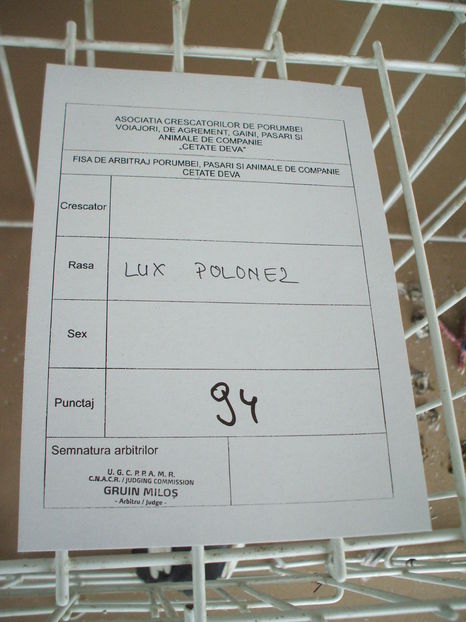 ASOCIATIA CRESCATORILOR DE PORUMBEI
VOIAJORI, DE AGREMENT, GAINI, PASARI SI
ANIMALE DE COMPANIE
„CETATE DEVA”
FISA DE ARBITRAJ PORUMBEI, PASARI SI ANIMALE DE COMPANIE
CETATE DEVA
Crescator
Rasa LUX POLONEZ
Sex
Punctaj 94
Semnatura arbitrilor
U. G. C. P. P. A. M. R.
C.N.A.C.R. / JUDGING COMMISSION
GRUIN MILOȘ
- Arbitru / Judge -